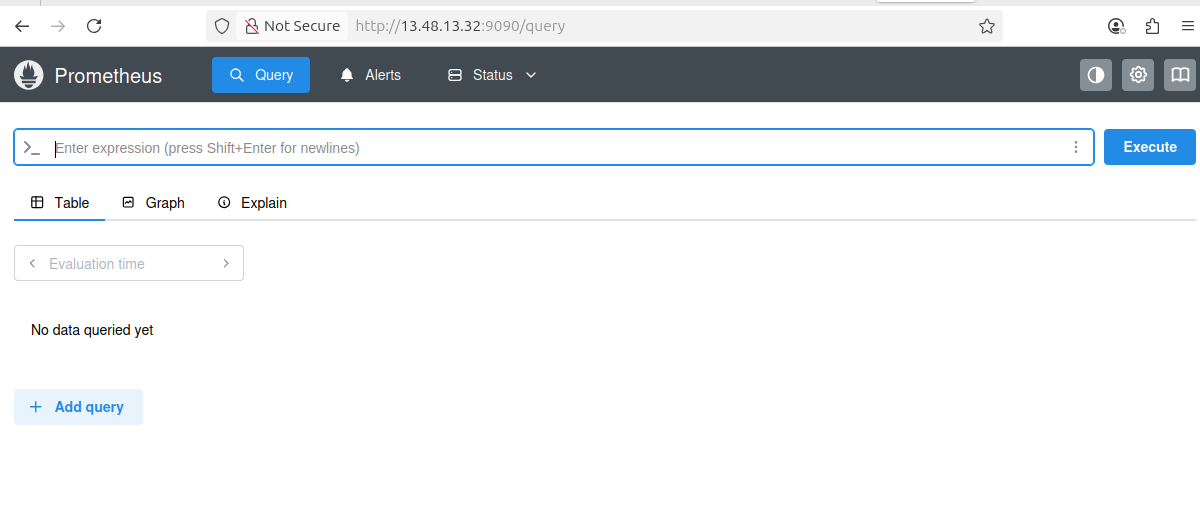 Not Secure http://13.48.13.32:9090/query
Prometheus Query Alerts Status
Enter expression (press Shift+Enter for newlines) Execute
Table Graph Explain
Evaluation time
No data queried yet
Add query